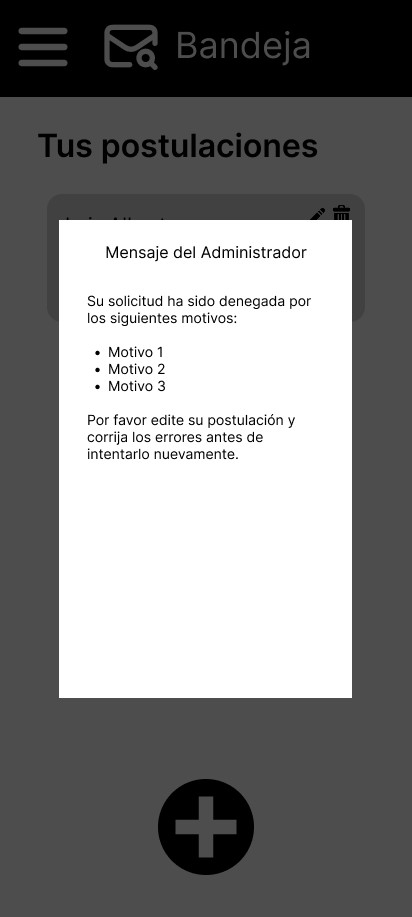 Bandeja
Tus postulaciones
Mensaje del Administrador
Su solicitud ha sido denegada por
los siguientes motivos:
• Motivo 1
• Motivo 2
• Motivo 3
Por favor edite su postulación y
corrija los errores antes de
intentarlo nuevamente.